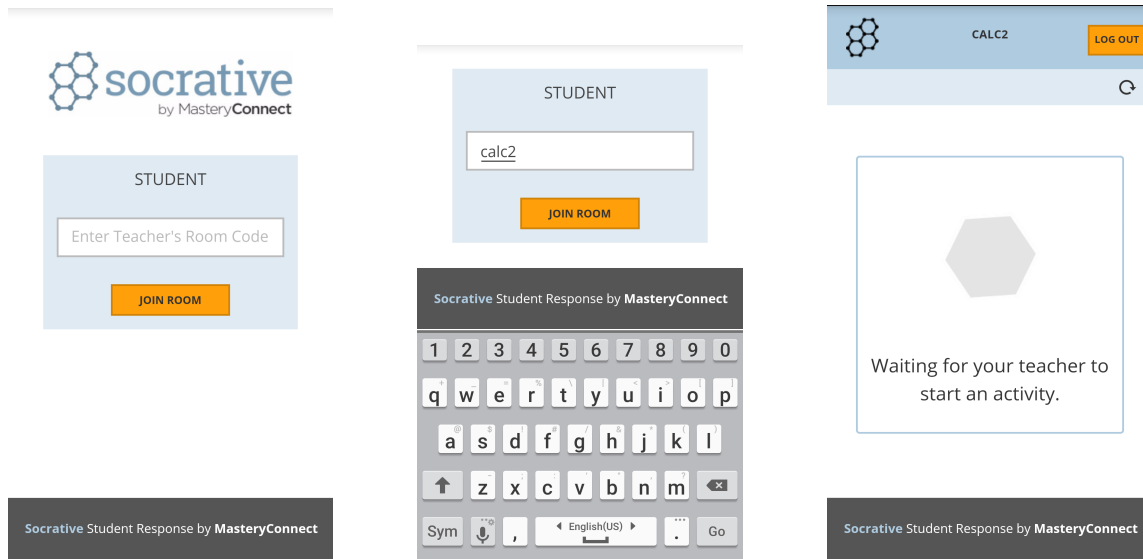 socrative
by MasteryConnect
STUDENT
Enter Teacher's Room Code
JOIN ROOM
Socrative Student Response by MasteryConnect
STUDENT
calc2
JOIN ROOM
Socrative Student Response by MasteryConnect
1 2 3 4 5 6 7 8 9 0
q w e r t y u i o p
a s d f g h j k l
z x c v b n m
Sym , English(US) . Go
CALC2
LOG OUT
Waiting for your teacher to
start an activity.
Socrative Student Response by MasteryConnect